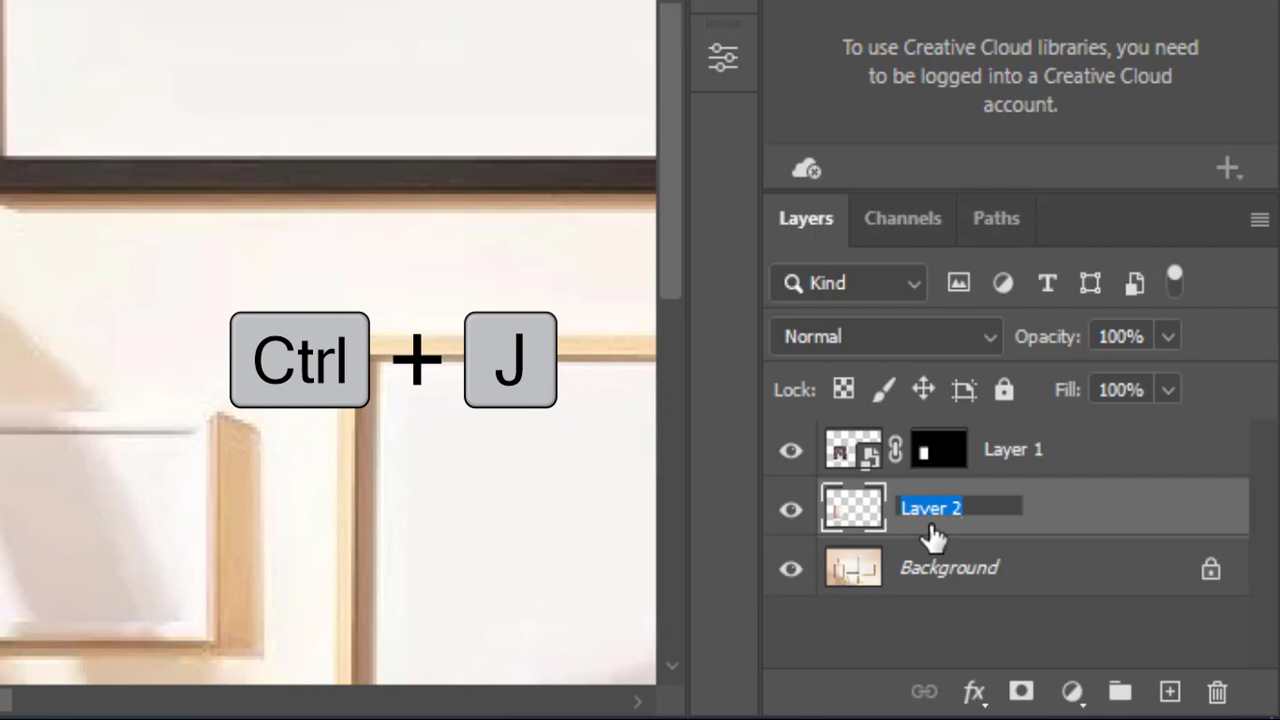 To use Creative Cloud libraries, you need
to be logged into a Creative Cloud
account.
Layers Channels Paths
Kind
Normal Opacity: 100%
Lock: Fill: 100%
Ctrl + J
Layer 1
Layer 2
Background
fx